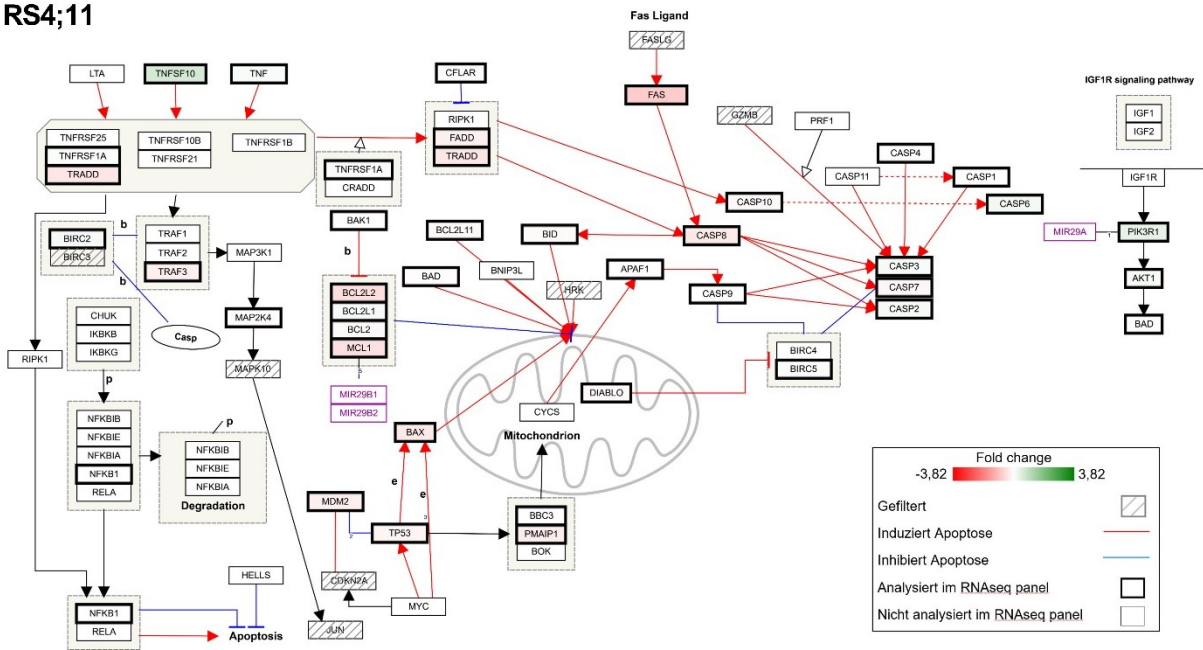 RS4;11
Fas Ligand
FASLG
LTA
TNFSF10
TNF
CFLAR
FAS
IGF1R signaling pathway
TNFRSF25
TNFRSF1A
TRADD
TNFRSF10B
TNFRSF21
TNFRSF1B
RIPK1
FADD
TRADD
GZMB
PRF1
IGF1
IGF2
TNFRSF1A
CRADD
CASP4
CASP11
CASP1
IGF1R
CASP10
CASP6
b
BIRC2
BIRC3
b
TRAF1
TRAF2
TRAF3
MAP3K1
BAK1
b
BCL2L11
BID
CASP8
MIR29A
PIK3R1
BAD
BNIP3L
HRK
APAF1
CASP9
CASP3
CASP7
CASP2
AKT1
BAD
CHUK
IKBKB
IKBKG
p
Casp
MAP2K4
BCL2L2
BCL2L1
BCL2
MCL1
RIPK1
MAPK10
BIRC4
BIRC5
MIR29B1
MIR29B2
DIABLO
CYCS
Mitochondrion
NFKBIB
NFKBIE
NFKBIA
NFKB1
RELA
p
NFKBIB
NFKBIE
NFKBIA
Degradation
BAX
e
e
3
MDM2
2
TP53
BBC3
PMAIP1
BOK
CDKN2A
MYC
HELLS
NFKB1
RELA
Apoptosis
JUN
Fold change
-3,82
3,82
Gefiltert
Induziert Apoptose
Inhibiert Apoptose
Analysiert im RNAseq panel
Nicht analysiert im RNAseq panel